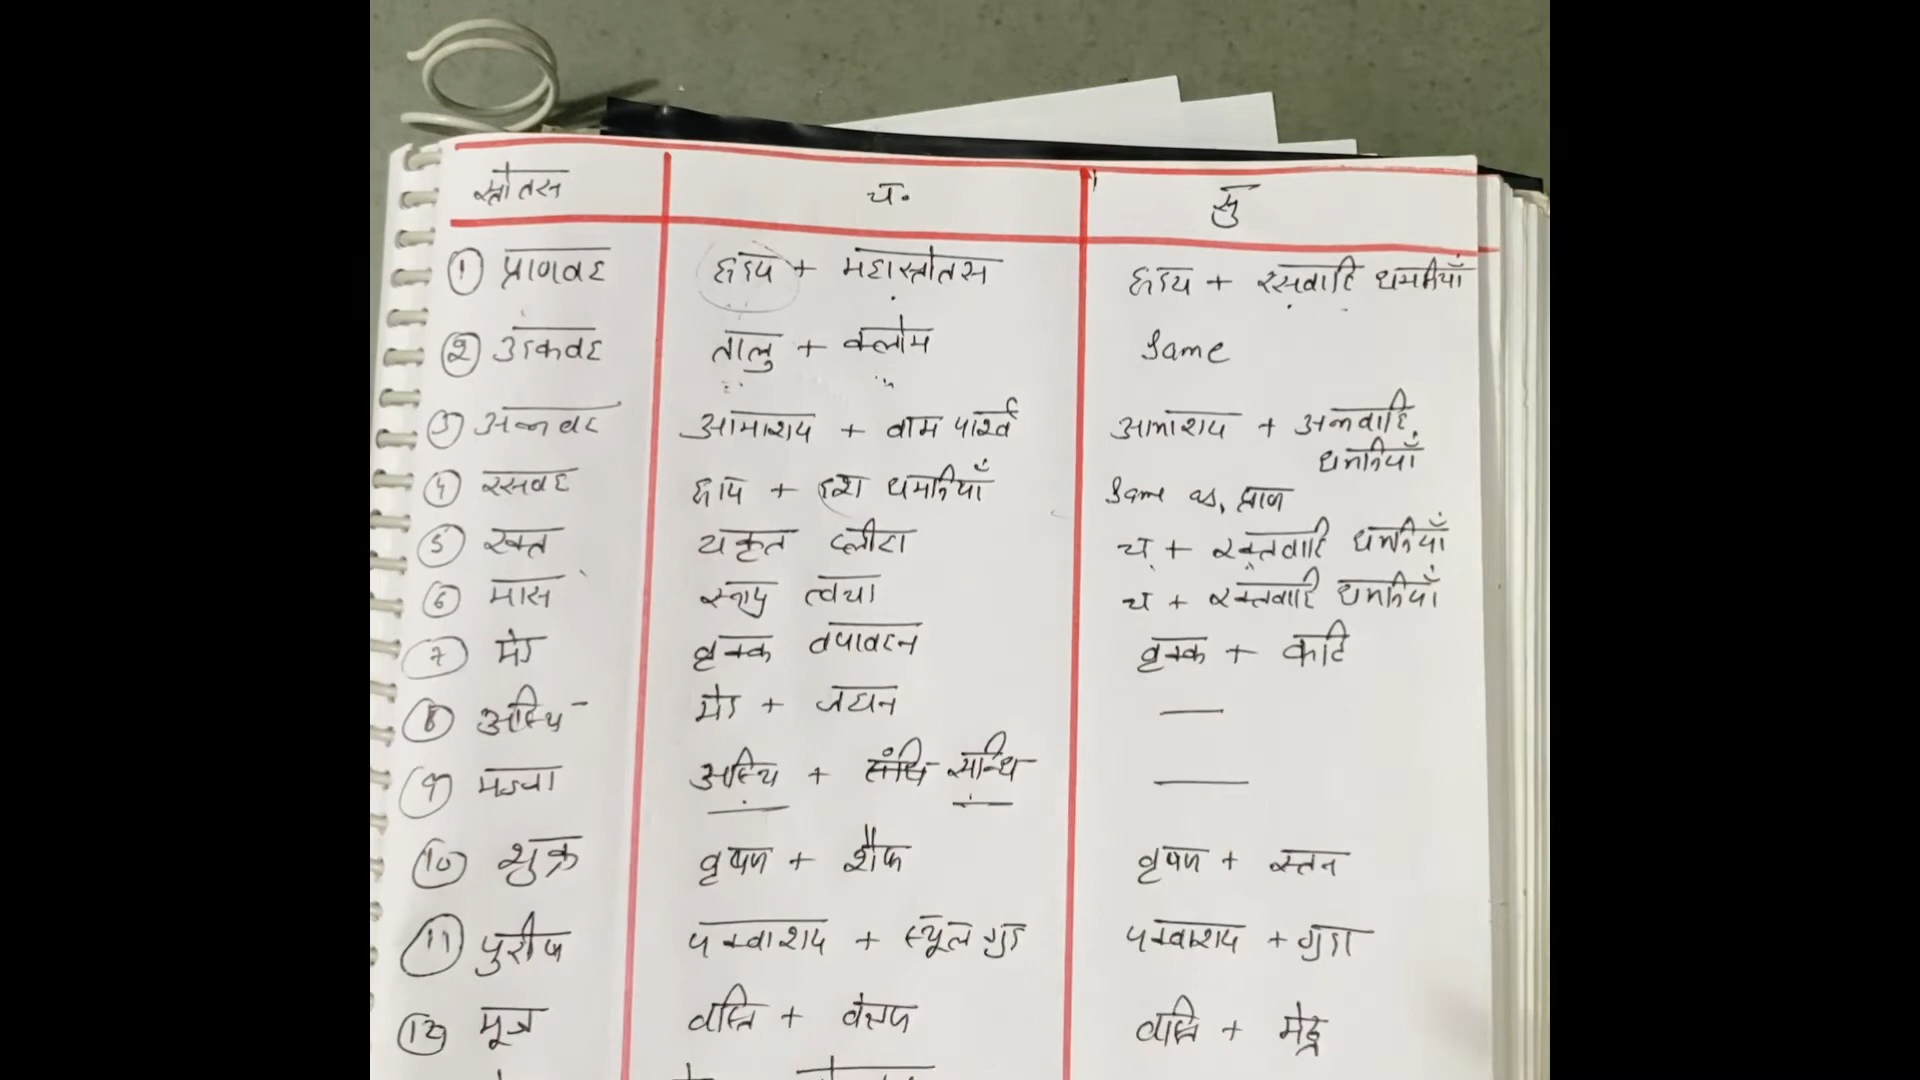 स्त्रोतस च. सु
① प्राणवह हृदय + महास्त्रोतस हृदय + रसवाहि धमनियाँ
② उदकवह तालु + क्लोम Same
③ अन्नवह आमाशय + वाम पार्श्व आमाशय + अन्नवाहि
धमनियाँ
④ रसवह हृदय + दश धमनियाँ Same as, प्राण
⑤ रक्त यकृत प्लीहा च + रक्तवाहि धमनियाँ
⑥ मांस स्नायु त्वचा च + रक्तवाहि धमनियाँ
⑦ मेद वृक्क वपावहन वृक्क + कटि
⑧ अस्थि मेद + जघन —
⑨ मज्जा अस्थि + संधि सन्धि —
⑩ शुक्र वृषण + शैफ वृषण + स्तन
⑪ पुरीष पक्वाशय + स्थूल गुद पक्वाशय + गुदा
⑫ मूत्र वस्ति + वंक्षण वस्ति + मेढ्र